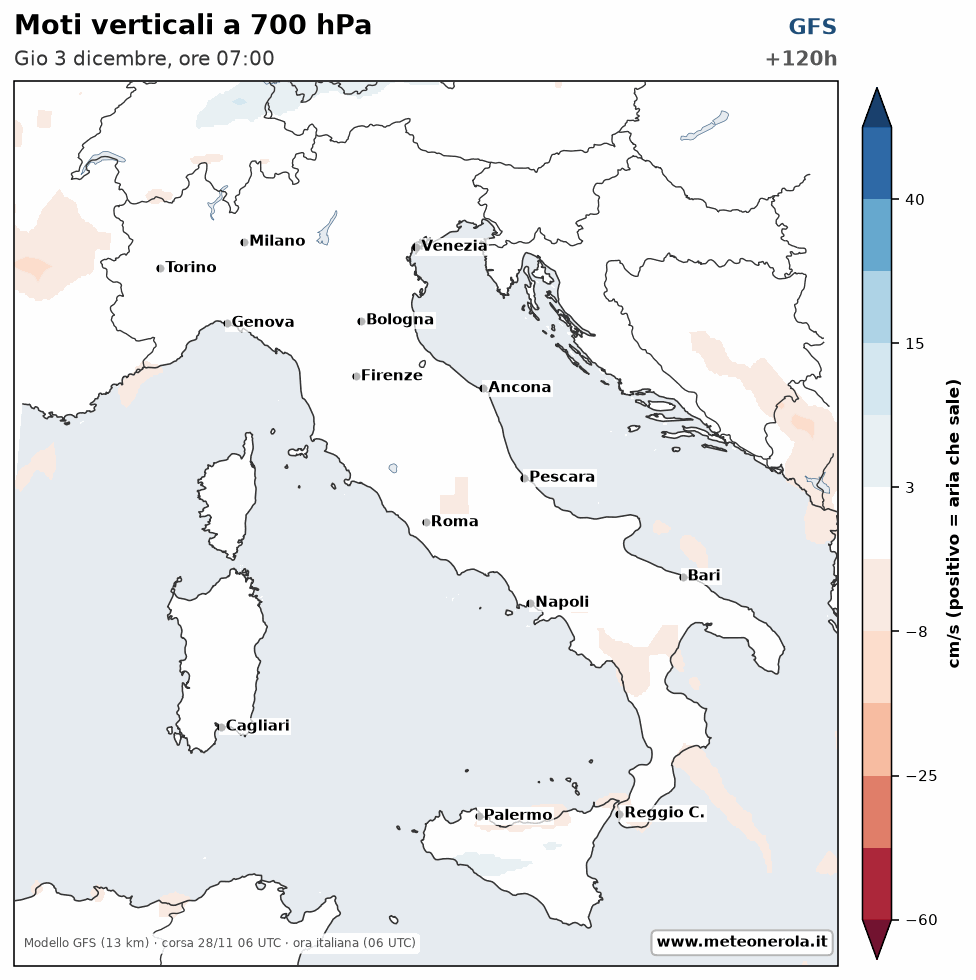 Moti verticali a 700 hPa
GFS
Gio 3 dicembre, ore 07:00
+120h
Milano
Venezia
Torino
Genova
Bologna
Firenze
Ancona
Pescara
Roma
Bari
Napoli
Cagliari
Palermo
Reggio C.
40
15
3
−8
−25
−60
cm/s (positivo = aria che sale)
Modello GFS (13 km) · corsa 28/11 06 UTC · ora italiana (06 UTC)
www.meteonerola.it